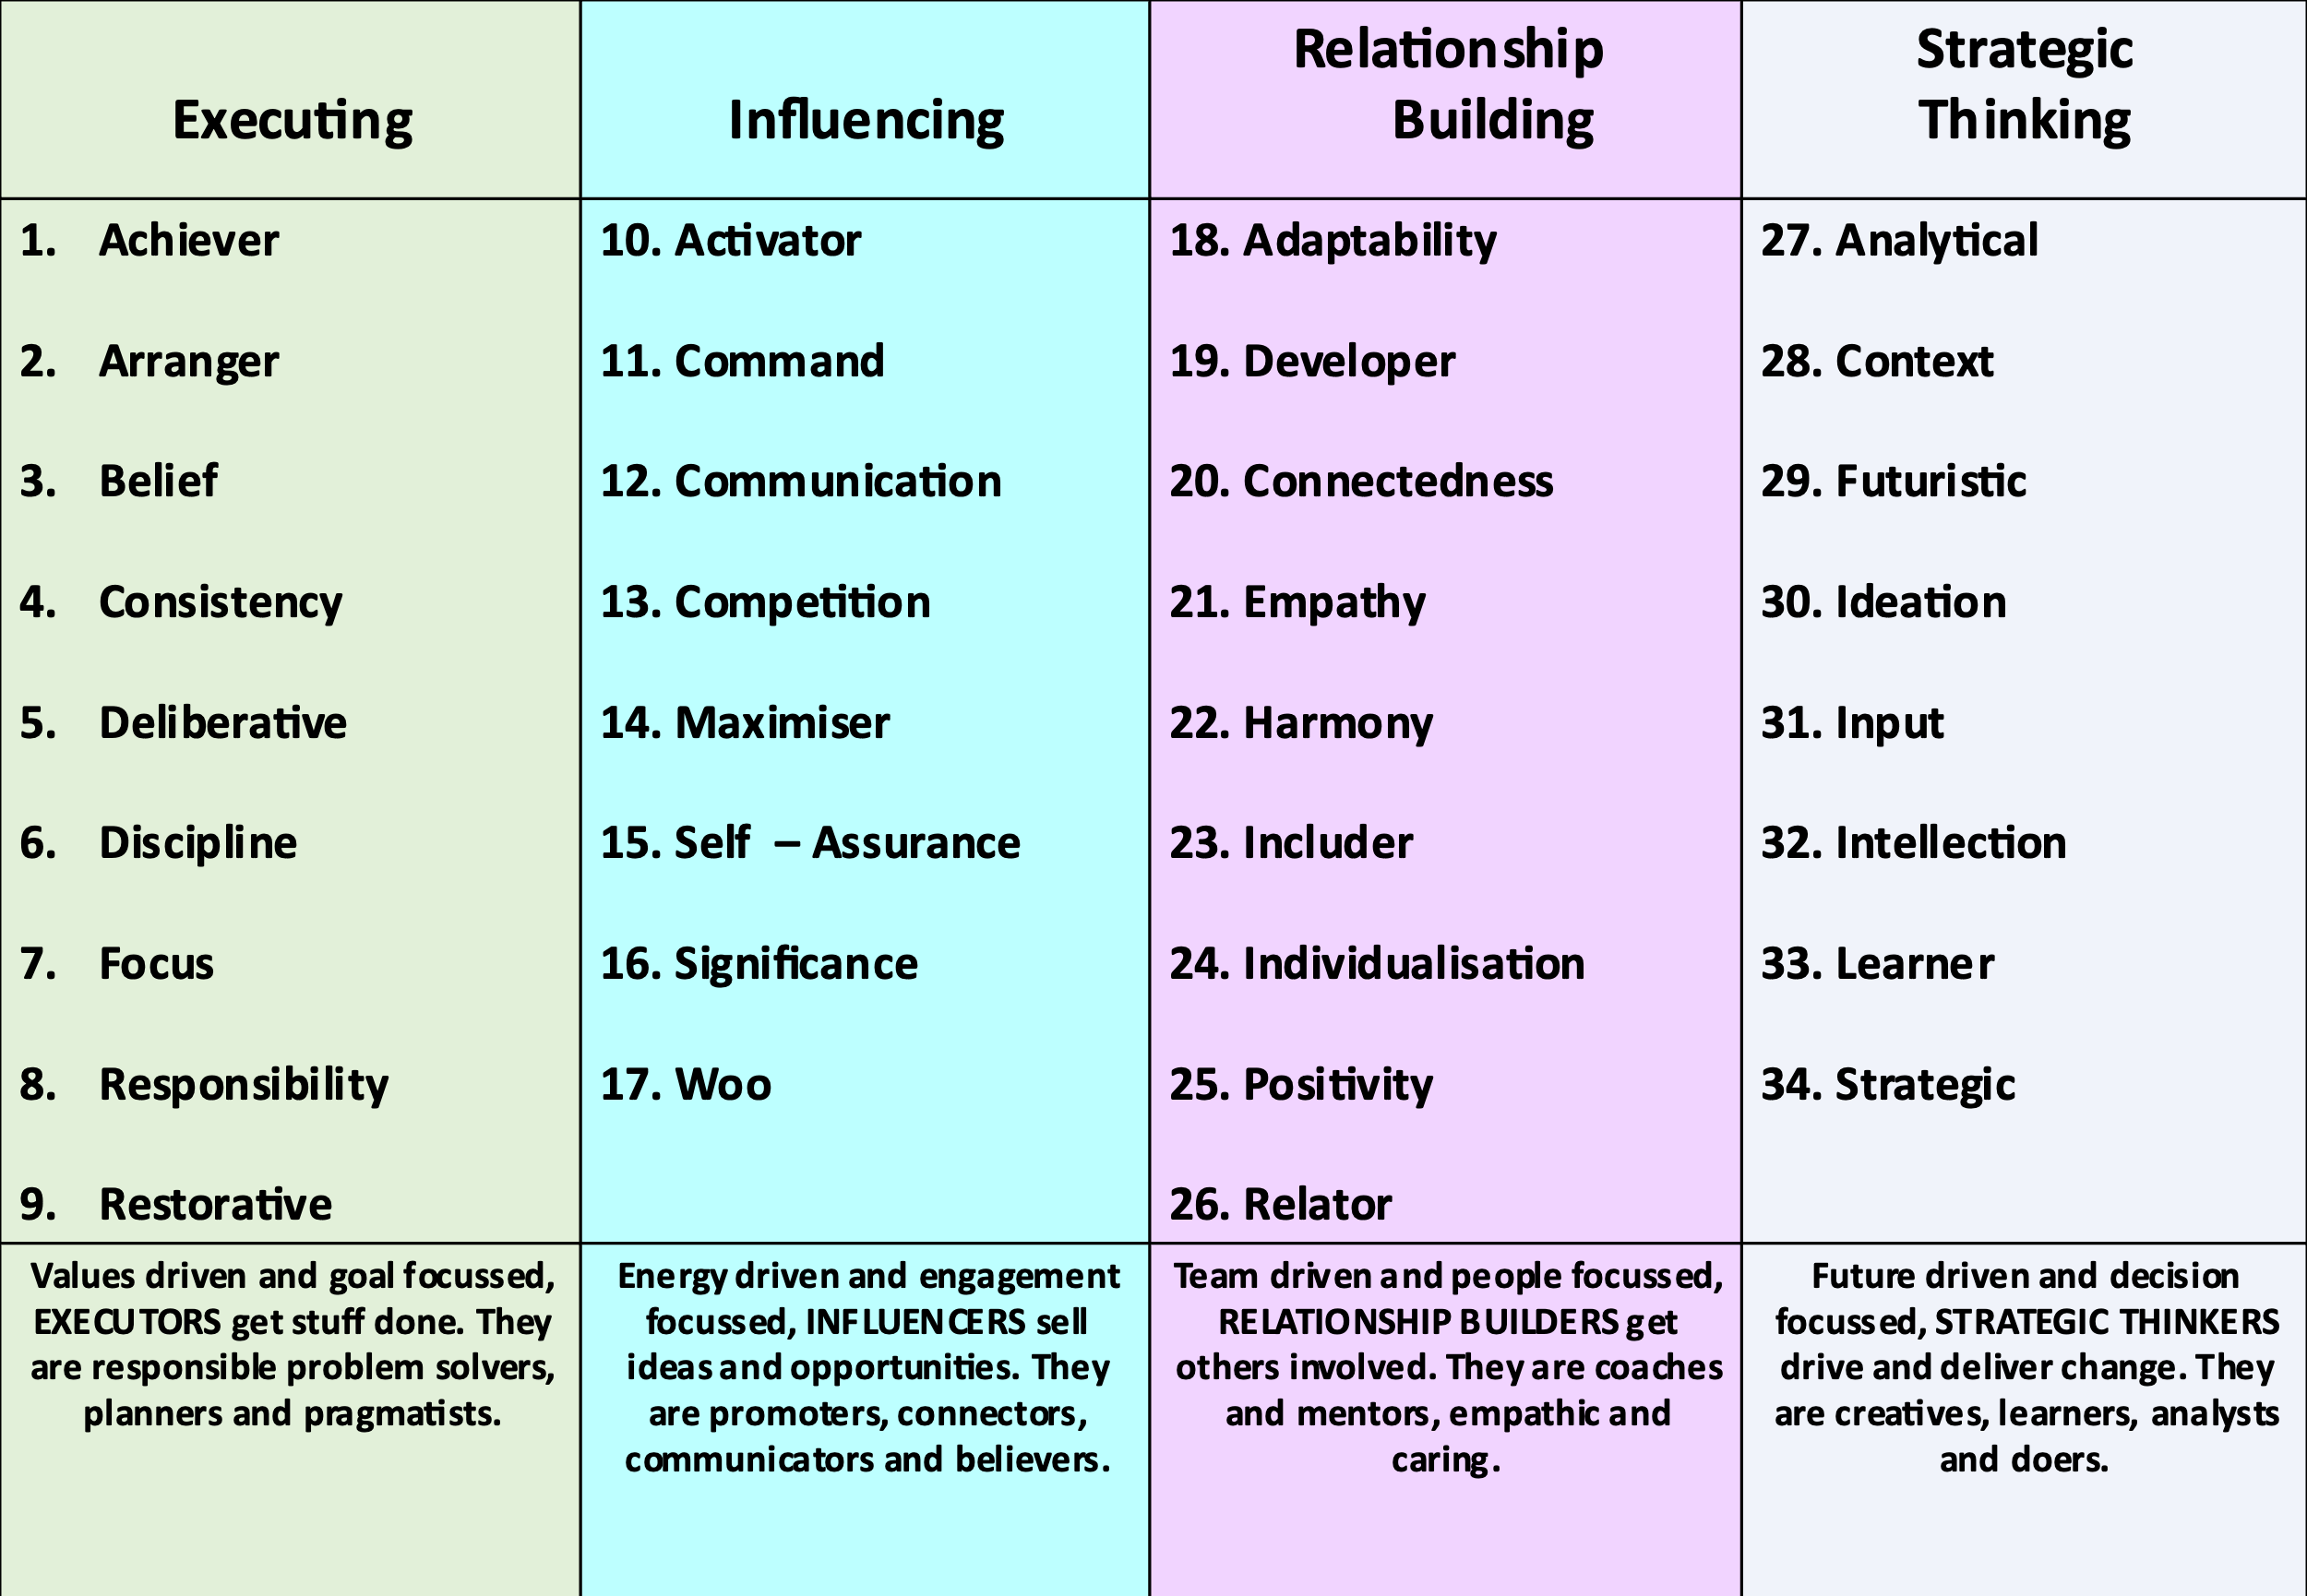 Executing
Influencing
Relationship
Building
Strategic
Thinking
1. Achiever
2. Arranger
3. Belief
4. Consistency
5. Deliberative
6. Discipline
7. Focus
8. Responsibility
9. Restorative
10. Activator
11. Command
12. Communication
13. Competition
14. Maximiser
15. Self – Assurance
16. Significance
17. Woo
18. Adaptability
19. Developer
20. Connectedness
21. Empathy
22. Harmony
23. Includer
24. Individualisation
25. Positivity
26. Relator
27. Analytical
28. Context
29. Futuristic
30. Ideation
31. Input
32. Intellection
33. Learner
34. Strategic
Values driven and goal focussed,
EXECUTORS get stuff done. They
are responsible problem solvers,
planners and pragmatists.
Energy driven and engagement
focussed, INFLUENCERS sell
ideas and opportunities. They
are promoters, connectors,
communicators and believers.
Team driven and people focussed,
RELATIONSHIP BUILDERS get
others involved. They are coaches
and mentors, empathic and
caring.
Future driven and decision
focussed, STRATEGIC THINKERS
drive and deliver change. They
are creatives, learners, analysts
and doers.